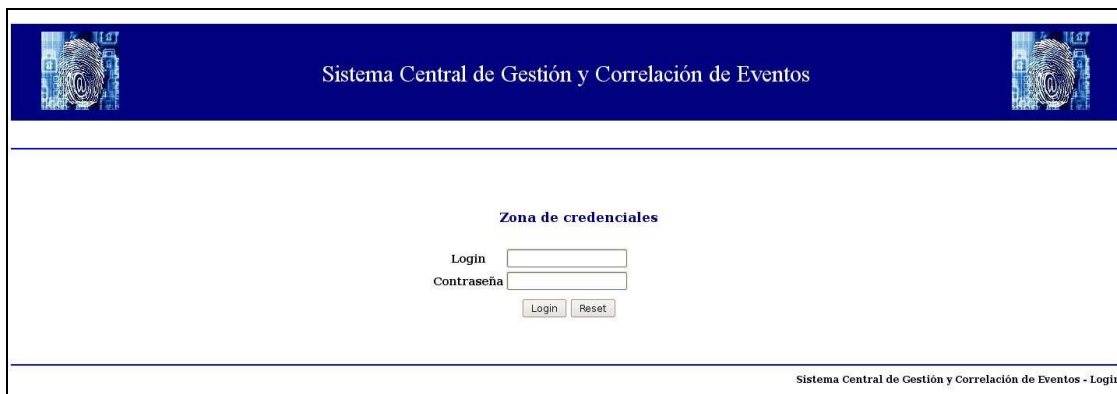 Sistema Central de Gestión y Correlación de Eventos
Zona de credenciales
Login
Contraseña
Login Reset
Sistema Central de Gestión y Correlación de Eventos - Login